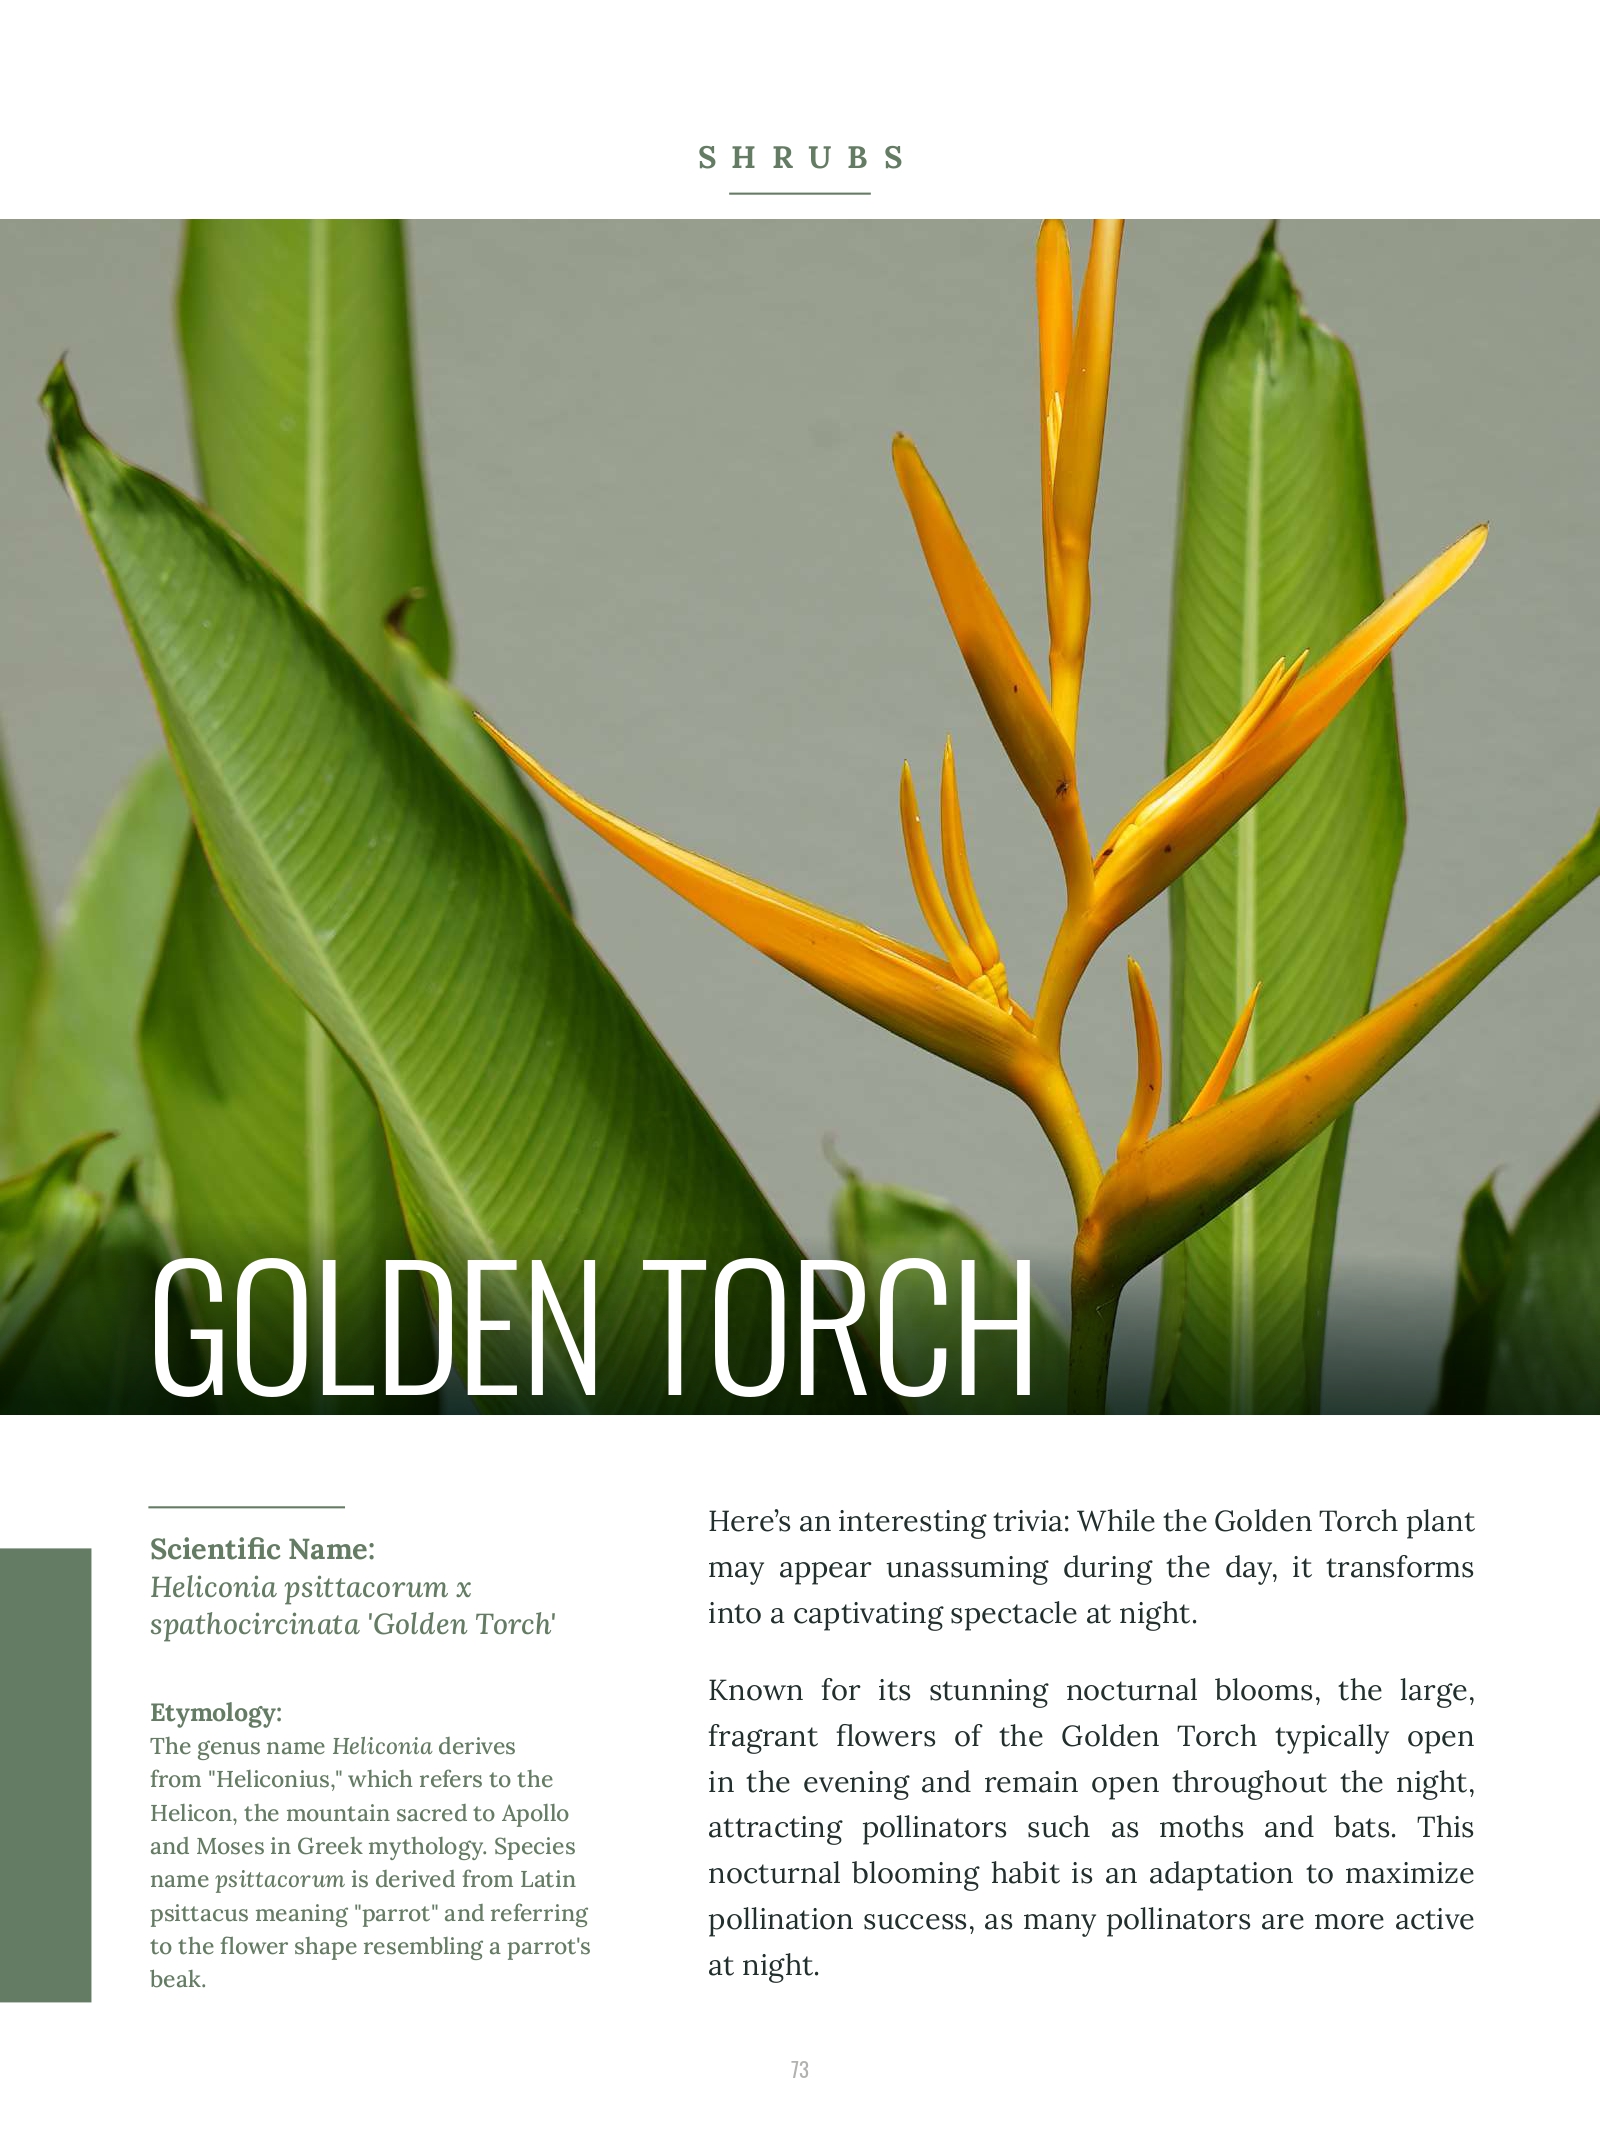 SHRUBS
GOLDEN TORCH
Scientific Name:
Heliconia psittacorum x
spathocircinata 'Golden Torch'
Etymology:
The genus name Heliconia derives
from "Heliconius," which refers to the
Helicon, the mountain sacred to Apollo
and Moses in Greek mythology. Species
name psittacorum is derived from Latin
psittacus meaning "parrot" and referring
to the flower shape resembling a parrot's
beak.
Here’s an interesting trivia: While the Golden Torch plant
may appear unassuming during the day, it transforms
into a captivating spectacle at night.
Known for its stunning nocturnal blooms, the large,
fragrant flowers of the Golden Torch typically open
in the evening and remain open throughout the night,
attracting pollinators such as moths and bats. This
nocturnal blooming habit is an adaptation to maximize
pollination success, as many pollinators are more active
at night.
73